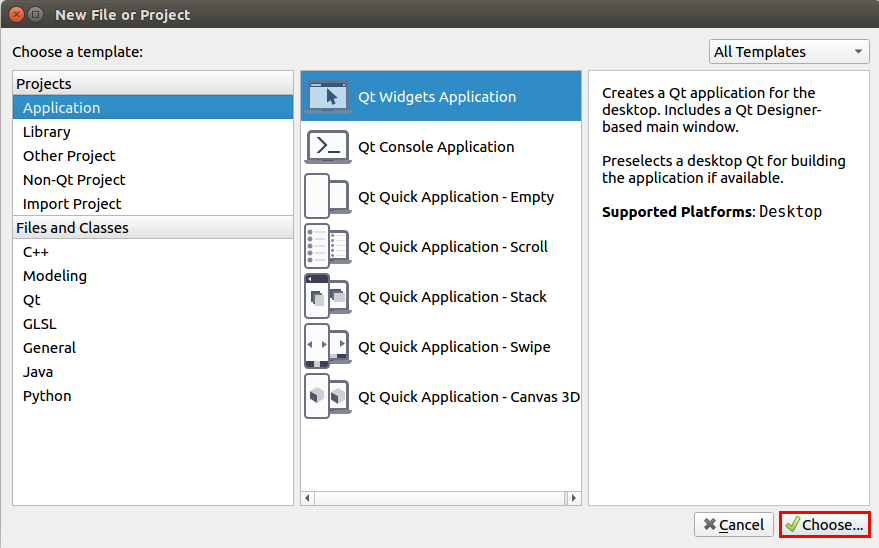 New File or Project
Choose a template:
All Templates
Projects
Application
Library
Other Project
Non-Qt Project
Import Project
Files and Classes
C++
Modeling
Qt
GLSL
General
Java
Python
Qt Widgets Application
Qt Console Application
Qt Quick Application - Empty
Qt Quick Application - Scroll
Qt Quick Application - Stack
Qt Quick Application - Swipe
Qt Quick Application - Canvas 3D
Creates a Qt application for the
desktop. Includes a Qt Designer-
based main window.
Preselects a desktop Qt for building
the application if available.
Supported Platforms: Desktop
Cancel
Choose...